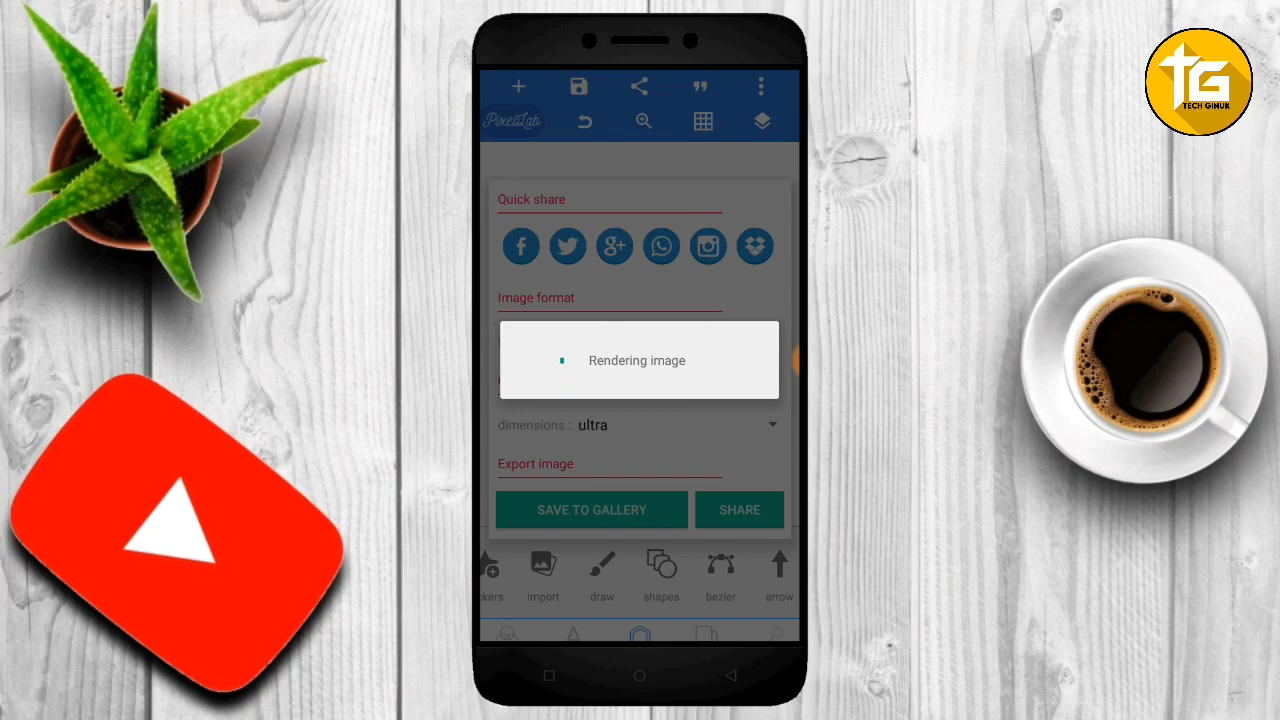 TECH GINUK
PixelsLab
Quick share
Image format
Rendering image
dimensions : ultra
Export image
SAVE TO GALLERY
SHARE
kers
import
draw
shapes
bezier
arrow